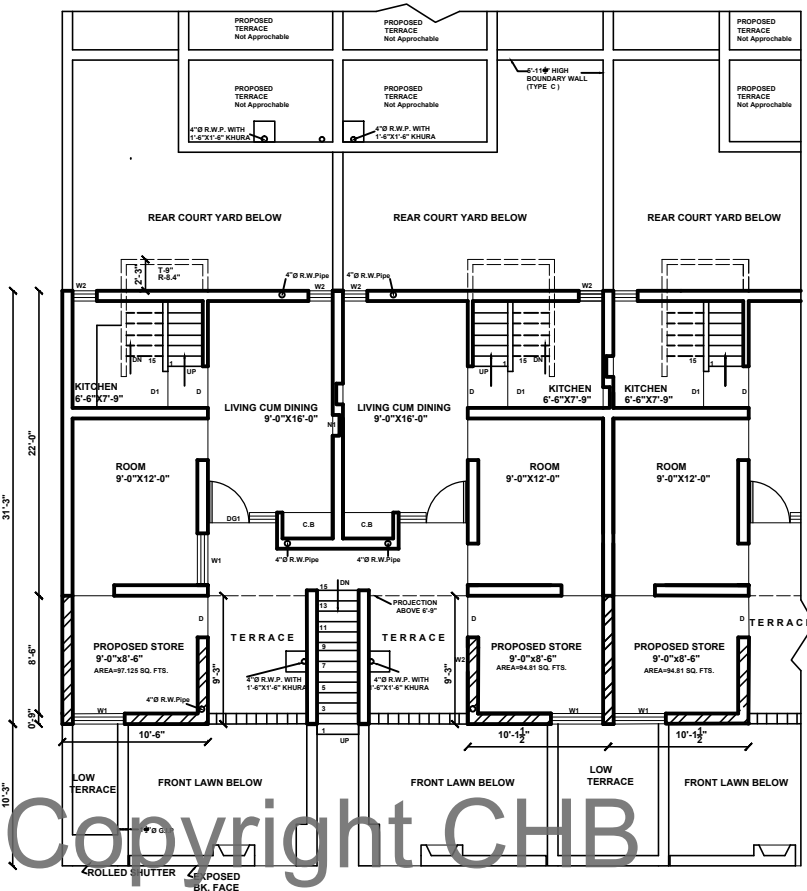 PROPOSED
TERRACE
Not Approchable
PROPOSED
TERRACE
Not Approchable
PROPOSED
TERRACE
Not Approchable
HIGH
BOUNDARY WALL
(TYPE C )
PROPOSED
TERRACE
Not Approchable
PROPOSED
TERRACE
Not Approchable
PROPOSED
TERRACE
Not Approchable
4"Ø R.W.P. WITH
1'-6"X1'-6" KHURA
4"Ø R.W.P. WITH
1'-6"X1'-6" KHURA
REAR COURT YARD BELOW
REAR COURT YARD BELOW
REAR COURT YARD BELOW
2'-3"
T-9"
R-8.4"
4"Ø R.W.Pipe
4"Ø R.W.Pipe
W2
W2
W2
W2
DN
15
1
UP
UP
1
15
DN
DN
15
1
UP
KITCHEN
6'-6"X7'-9"
D1
D
D
D1
KITCHEN
6'-6"X7'-9"
KITCHEN
6'-6"X7'-9"
D1
D
LIVING CUM DINING
9'-0"X16'-0"
N1
LIVING CUM DINING
9'-0"X16'-0"
22'-0"
31'-3"
ROOM
9'-0"X12'-0"
ROOM
9'-0"X12'-0"
ROOM
9'-0"X12'-0"
DG1
C.B
C.B
W1
4"Ø R.W.Pipe
4"Ø R.W.Pipe
15
DN
13
11
9
7
5
3
1
UP
PROJECTION
ABOVE 6'-9"
D
D
D
TERRACE
TERRACE
TERRACE
8'-6"
PROPOSED STORE
9'-0"x8'-6"
AREA=97.125 SQ. FTS.
PROPOSED STORE
9'-0"x8'-6"
AREA=94.81 SQ. FTS.
PROPOSED STORE
9'-0"x8'-6"
AREA=94.81 SQ. FTS.
9'-3"
9'-3"
W2
4"Ø R.W.P. WITH
1'-6"X1'-6" KHURA
4"Ø R.W.P. WITH
1'-6"X1'-6" KHURA
4"Ø R.W.Pipe
0'-9"
W1
W1
W1
10'-6"
10'-1½"
10'-1½"
10'-3"
LOW
TERRACE
FRONT LAWN BELOW
FRONT LAWN BELOW
LOW
TERRACE
FRONT LAWN BELOW
Copyright CHB
ROLLED SHUTTER
EXPOSED
BK. FACE